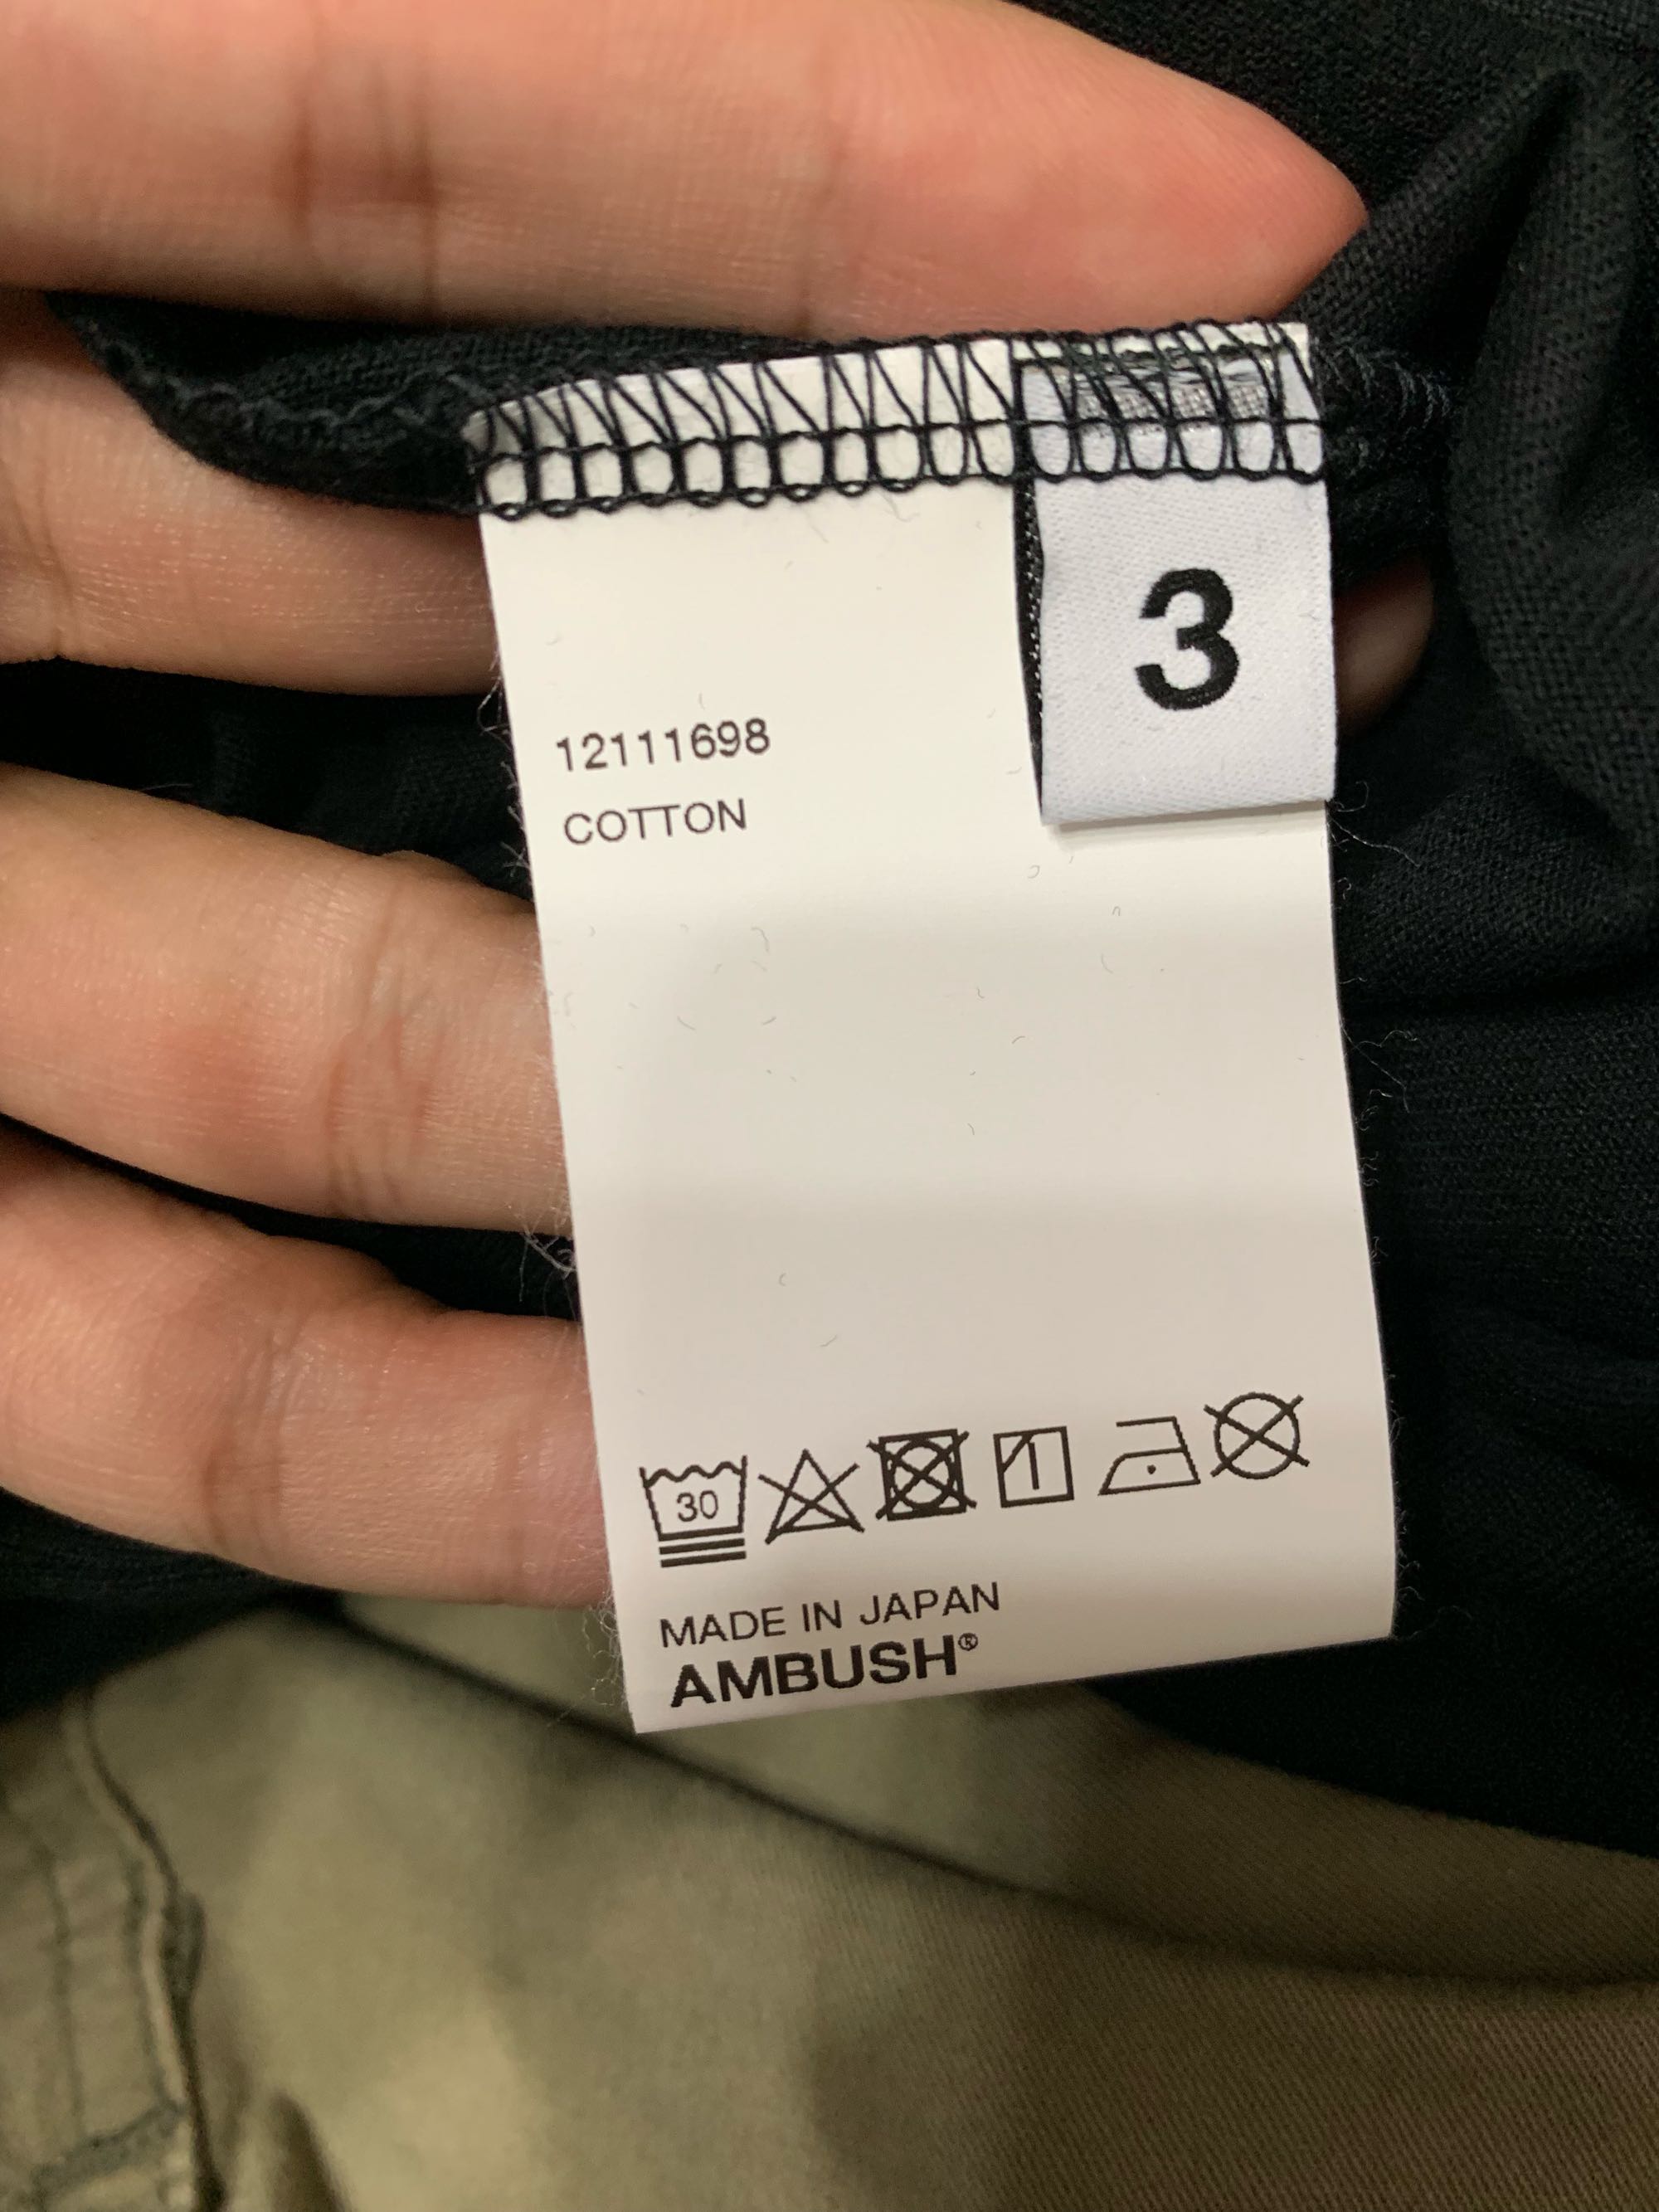 3
12111698
COTTON
30
MADE IN JAPAN
AMBUSH®